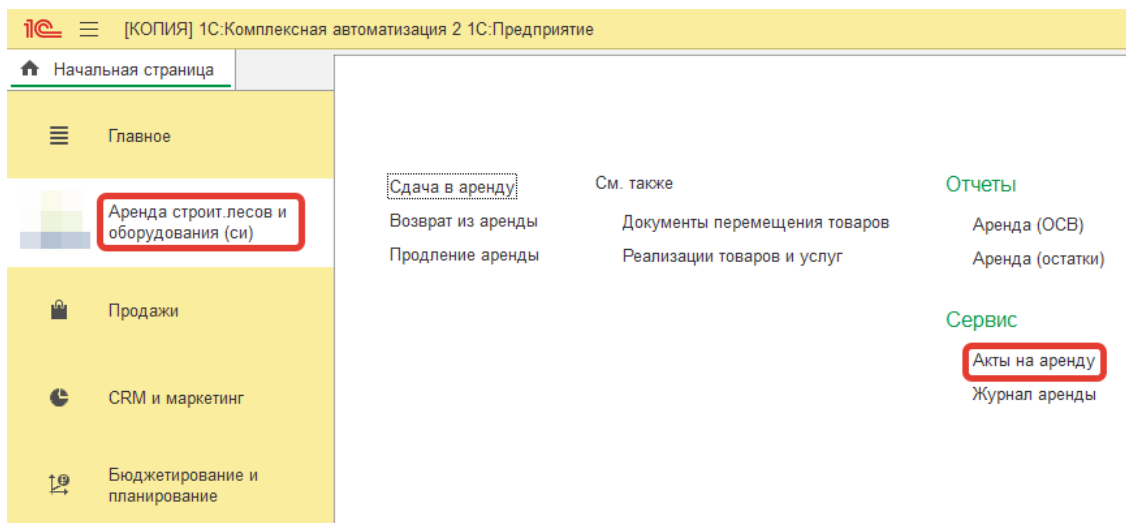 1С [КОПИЯ] 1С:Комплексная автоматизация 2 1С:Предприятие
Начальная страница
Главное
Аренда строит.лесов и
оборудования (си)
Продажи
CRM и маркетинг
Бюджетирование и
планирование
Сдача в аренду
Возврат из аренды
Продление аренды
См. также
Документы перемещения товаров
Реализации товаров и услуг
Отчеты
Аренда (ОСВ)
Аренда (остатки)
Сервис
Акты на аренду
Журнал аренды